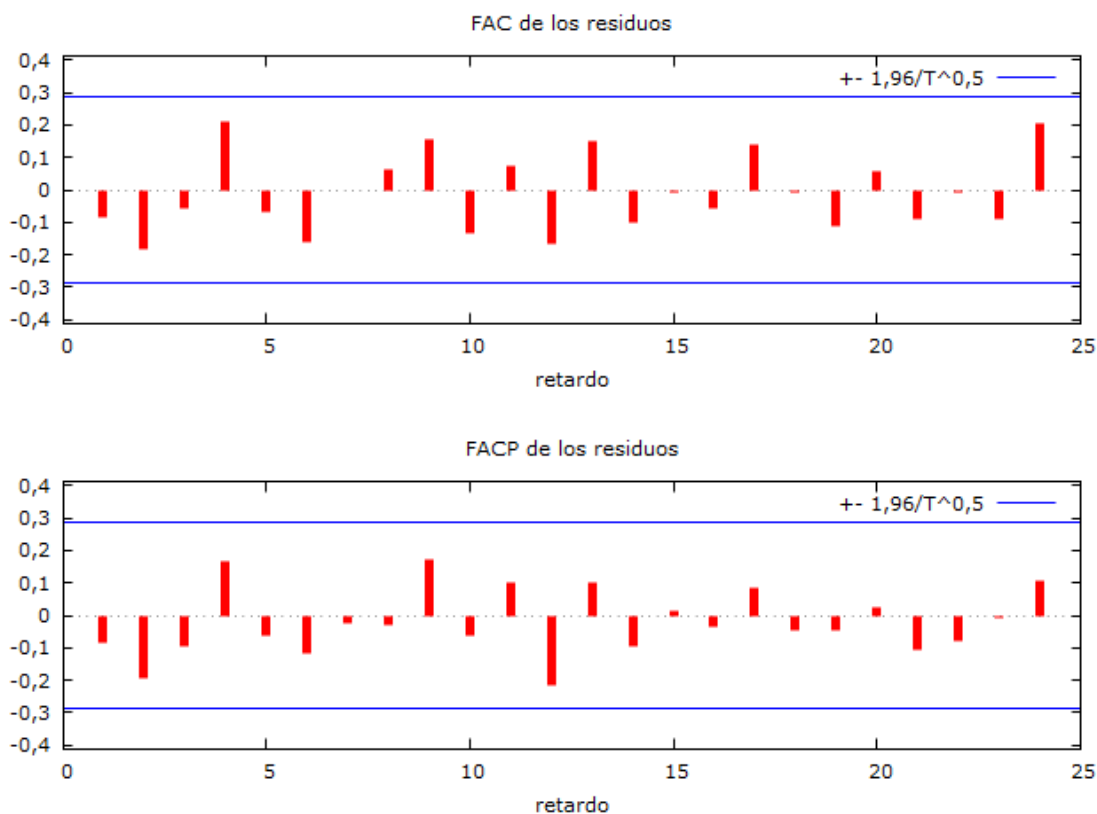 FAC de los residuos
+- 1,96/T^0,5
0,4
0,3
0,2
0,1
0
-0,1
-0,2
-0,3
-0,4
0 5 10 15 20 25
retardo
FACP de los residuos
+- 1,96/T^0,5
0,4
0,3
0,2
0,1
0
-0,1
-0,2
-0,3
-0,4
0 5 10 15 20 25
retardo